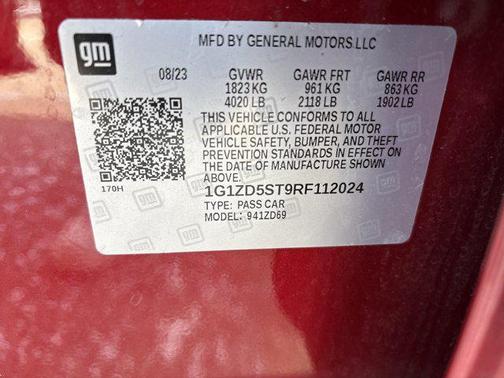 gm
MFD BY GENERAL MOTORS LLC
08/23 GVWR GAWR FRT GAWR RR
1823 KG 961 KG 863 KG
4020 LB 2118 LB 1902 LB
THIS VEHICLE CONFORMS TO ALL
APPLICABLE U.S. FEDERAL MOTOR
VEHICLE SAFETY, BUMPER, AND THEFT
PREVENTION STANDARDS IN EFFECT ON
THE DATE OF MANUFACTURE SHOWN
ABOVE.
170H
1G1ZD5ST9RF112024
TYPE: PASS CAR
MODEL: 941ZD69